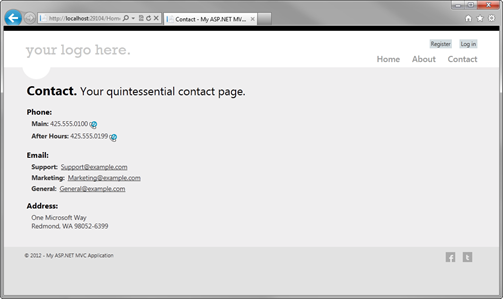 http://localhost:29104/Hom
Contact - My ASP.NET MVC...
your logo here.
Register Log in
Home About Contact
Contact. Your quintessential contact page.
Phone:
Main: 425.555.0100
After Hours: 425.555.0199
Email:
Support: Support@example.com
Marketing: Marketing@example.com
General: General@example.com
Address:
One Microsoft Way
Redmond, WA 98052-6399
© 2012 - My ASP.NET MVC Application